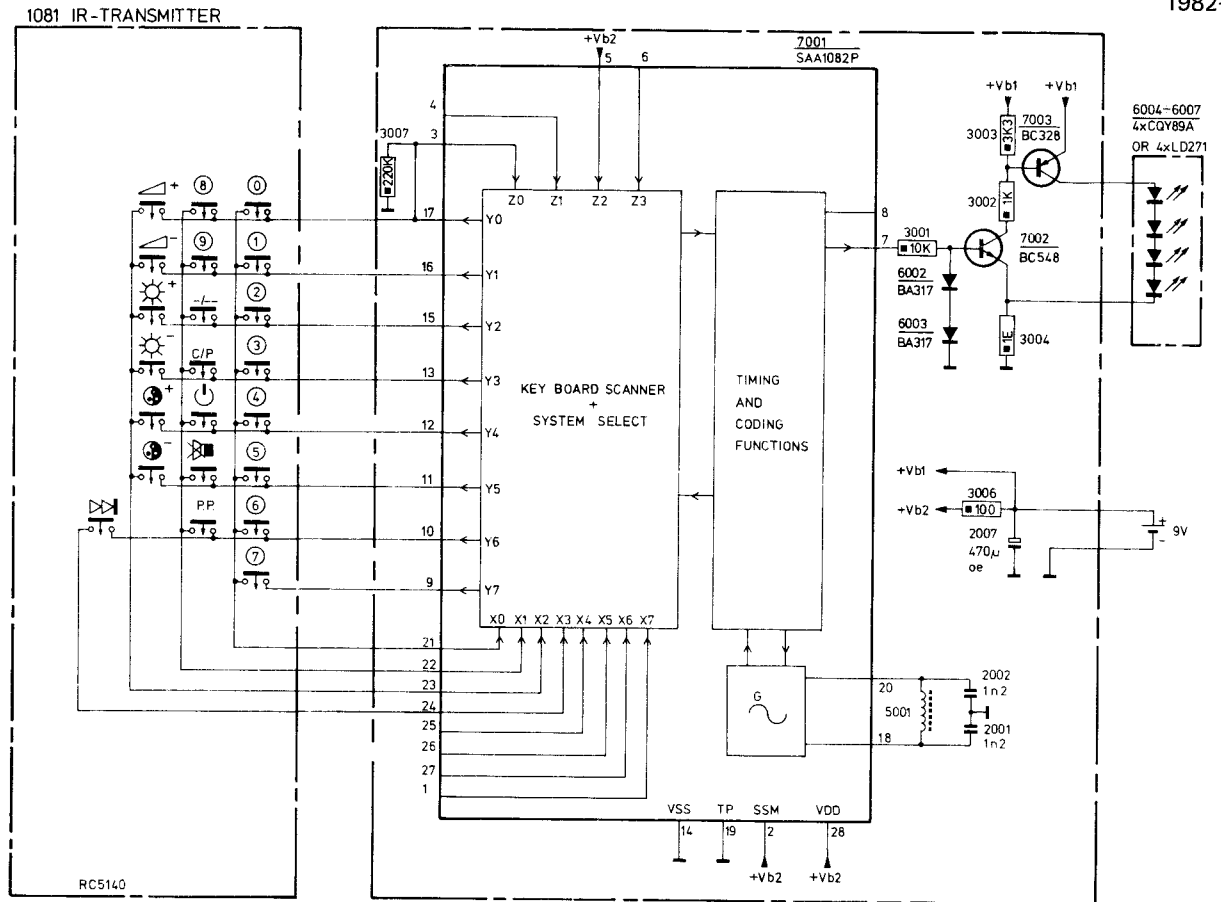 1982-
1081 IR-TRANSMITTER
+Vb2
7001
SAA1082P
5
6
4
3
3007
220K
Z0 Z1 Z2 Z3
+ 8 0
17 Y0
- 9 1
16 Y1
+ -/-- 2
15 Y2
- C/P 3
13 Y3
+ 4
12 Y4
- 5
11 Y5
P.P. 6
10 Y6
7
9 Y7
KEY BOARD SCANNER
+
SYSTEM SELECT
TIMING
AND
CODING
FUNCTIONS
X0 X1 X2 X3 X4 X5 X6 X7
21
22
23
24
25
26
27
1
8
7
3001
10K
6002
BA317
6003
BA317
+Vb1 +Vb1
3003
3K3
7003
BC328
3002
1K
7002
BC548
1E
3004
6004-6007
4xCQY89A
OR 4xLD271
+Vb1
+Vb2
3006
100
2007
470µ
oe
+
-
9V
G
20
18
5001
2002
1n2
2001
1n2
VSS TP SSM VDD
14 19 2 28
+Vb2 +Vb2
RC5140